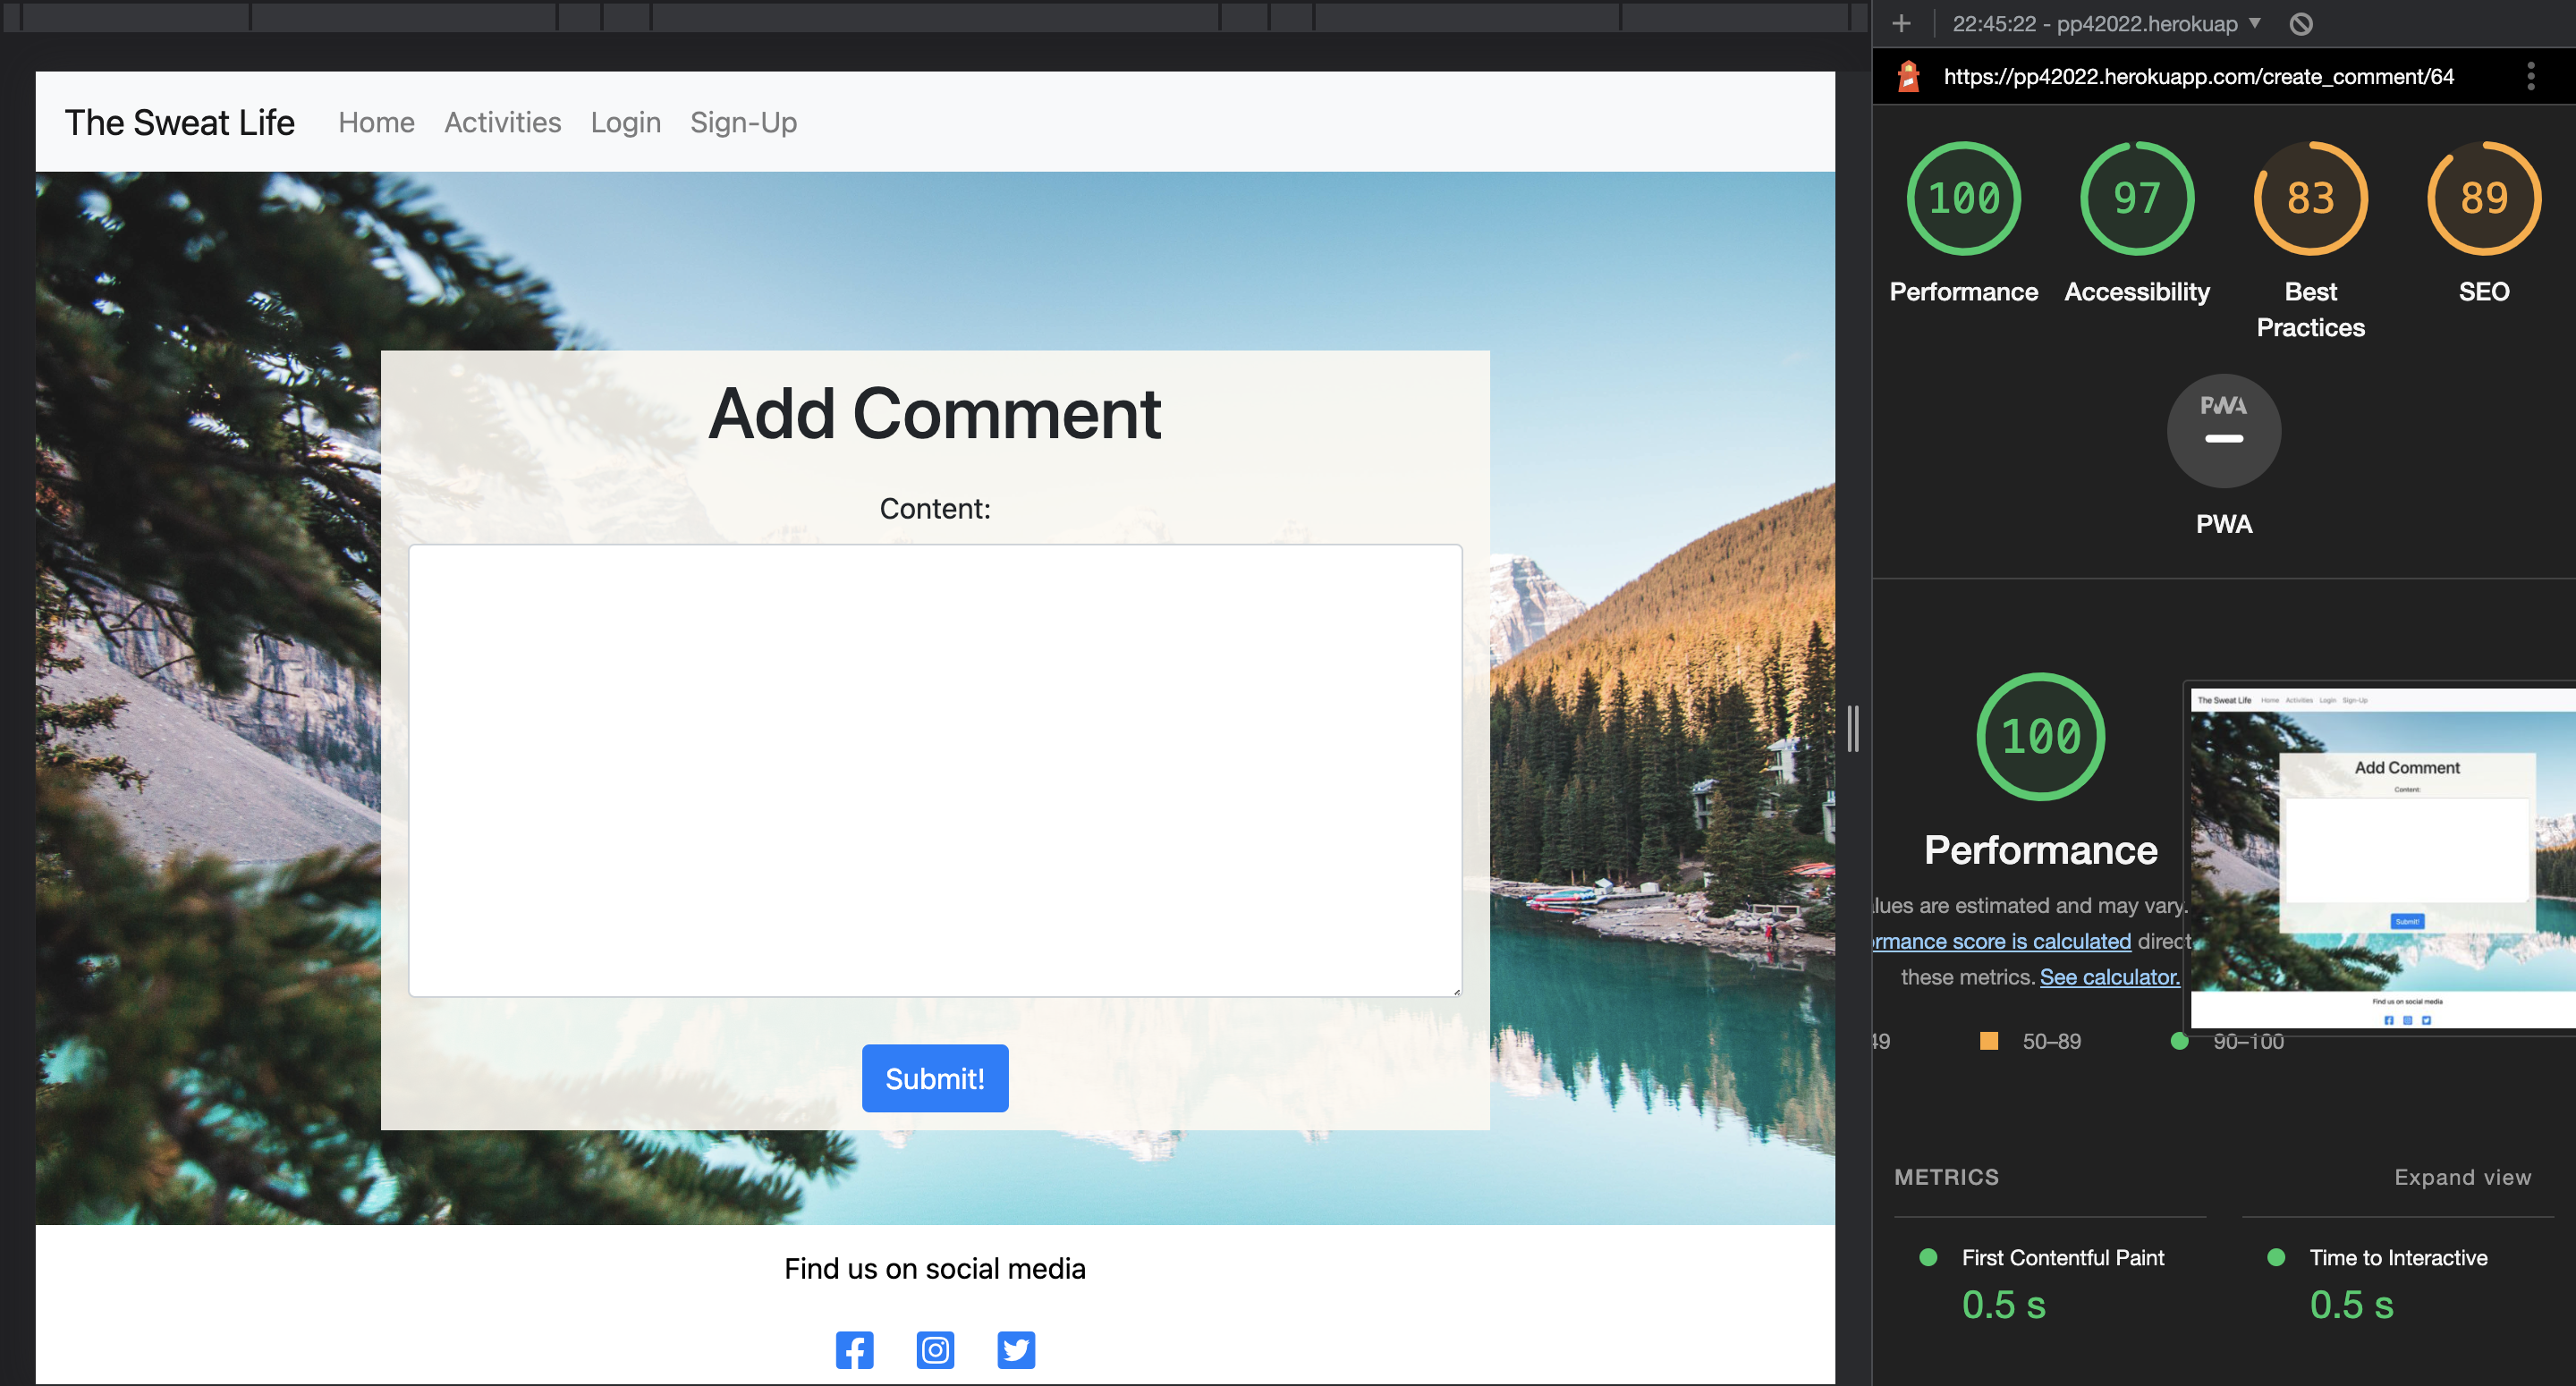 The Sweat Life Home Activities Login Sign-Up
Add Comment
Content:
Submit!
Find us on social media
22:45:22 - pp42022.herokuap
https://pp42022.herokuapp.com/create_comment/64
100 97 83 89
Performance Accessibility Best Practices SEO
PWA
PWA
100
Performance
The Sweat Life Home Activities Login Sign-Up
Add Comment
Content:
Submit!
Find us on social media
are estimated and may vary.
score is calculated
these metrics. See calculator.
50–89 90–100
METRICS Expand view
First Contentful Paint Time to Interactive
0.5 s 0.5 s